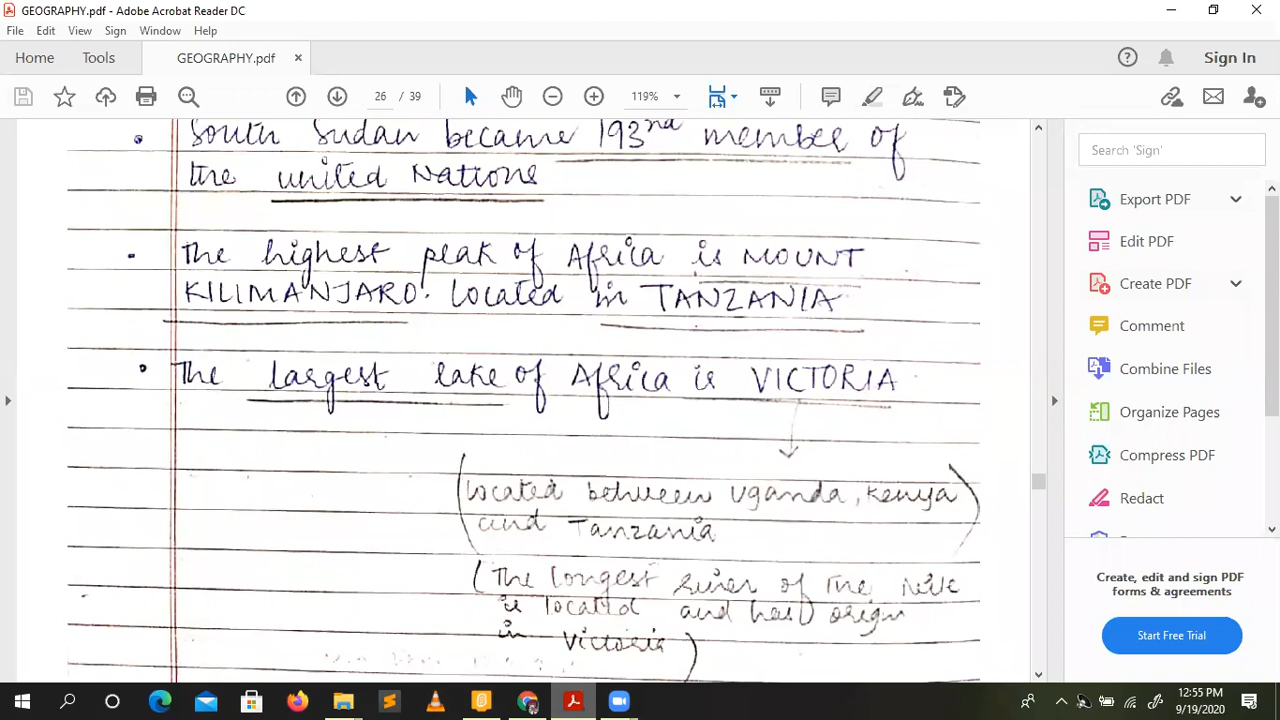 GEOGRAPHY.pdf - Adobe Acrobat Reader DC
File Edit View Sign Window Help
Home Tools GEOGRAPHY.pdf ×
? Sign In
26 / 39 119%
South Sudan became 193nd member of
the united Nations
The highest peak of Africa is MOUNT
KILIMANJARO. Located in TANZANIA
The largest lake of Africa is VICTORIA
(located between Uganda, Kenya
and Tanzania)
(The longest river of the Nile
is located and has origin
in Victoria)
Search 'Sign'
Export PDF
Edit PDF
Create PDF
Comment
Combine Files
Organize Pages
Compress PDF
Redact
Create, edit and sign PDF
forms & agreements
Start Free Trial
12:55 PM
9/19/2020